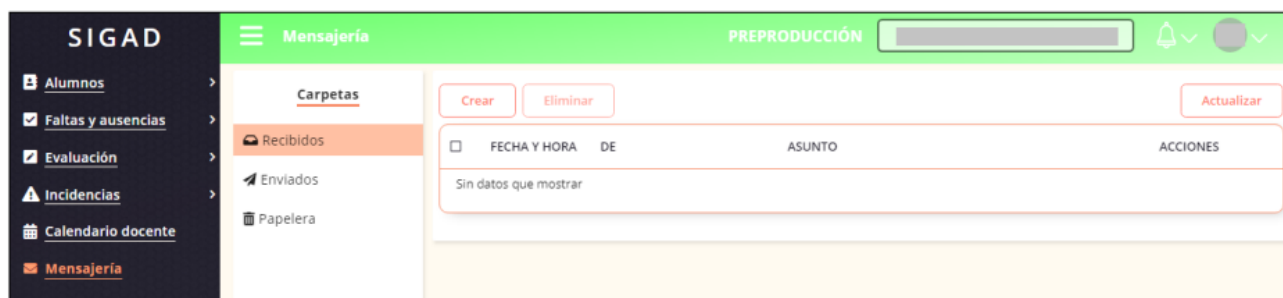 SIGAD
Alumnos
Faltas y ausencias
Evaluación
Incidencias
Calendario docente
Mensajería
Mensajería
PREPRODUCCIÓN
Carpetas
Recibidos
Enviados
Papelera
Crear
Eliminar
Actualizar
FECHA Y HORA DE ASUNTO ACCIONES
Sin datos que mostrar